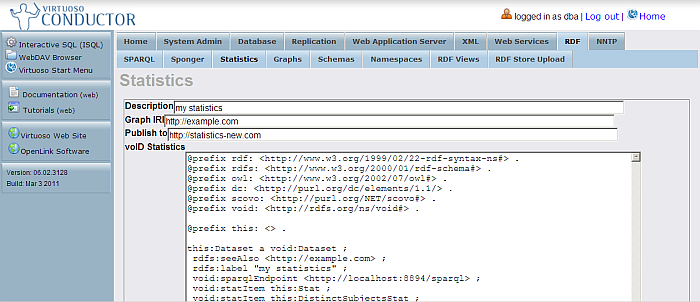 VIRTUOSO
CONDUCTOR
logged in as dba | Log out | Home
Interactive SQL (ISQL)
WebDAV Browser
Virtuoso Start Menu
Documentation (web)
Tutorials (web)
Virtuoso Web Site
OpenLink Software
Version: 06.02.3128
Build: Mar 3 2011
Home System Admin Database Replication Web Application Server XML Web Services RDF NNTP
SPARQL Sponger Statistics Graphs Schemas Namespaces RDF Views RDF Store Upload
Statistics
Description my statistics
Graph IRI http://example.com
Publish to http://statistics-new.com
voID Statistics
@prefix rdf: <http://www.w3.org/1999/02/22-rdf-syntax-ns#> .
@prefix rdfs: <http://www.w3.org/2000/01/rdf-schema#> .
@prefix owl: <http://www.w3.org/2002/07/owl#> .
@prefix dc: <http://purl.org/dc/elements/1.1/> .
@prefix scovo: <http://purl.org/NET/scovo#> .
@prefix void: <http://rdfs.org/ns/void#> .
@prefix this: <> .
this:Dataset a void:Dataset ;
rdfs:seeAlso <http://example.com> ;
rdfs:label "my statistics" ;
void:sparqlEndpoint <http://localhost:8894/sparql> ;
void:statItem this:Stat ;
void:statItem this:DistinctSubjectsStat ;